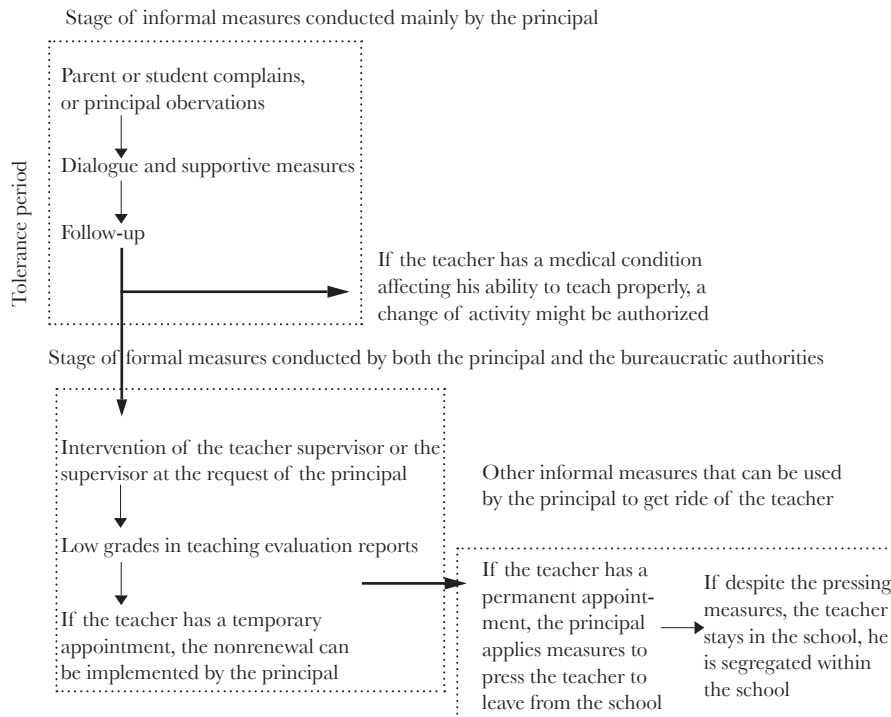 Stage of informal measures conducted mainly by the principal
Tolerance period
Parent or student complains,
or principal obervations
Dialogue and supportive measures
Follow-up
If the teacher has a medical condition
affecting his ability to teach properly, a
change of activity might be authorized
Stage of formal measures conducted by both the principal and the bureaucratic authorities
Intervention of the teacher supervisor or the
supervisor at the request of the principal
Low grades in teaching evaluation reports
If the teacher has a temporary
appointment, the nonrenewal can
be implemented by the principal
Other informal measures that can be used
by the principal to get ride of the teacher
If the teacher has a
permanent appoint-
ment, the principal
applies measures to
press the teacher to
leave from the school
If despite the pressing
measures, the teacher
stays in the school, he
is segregated within
the school